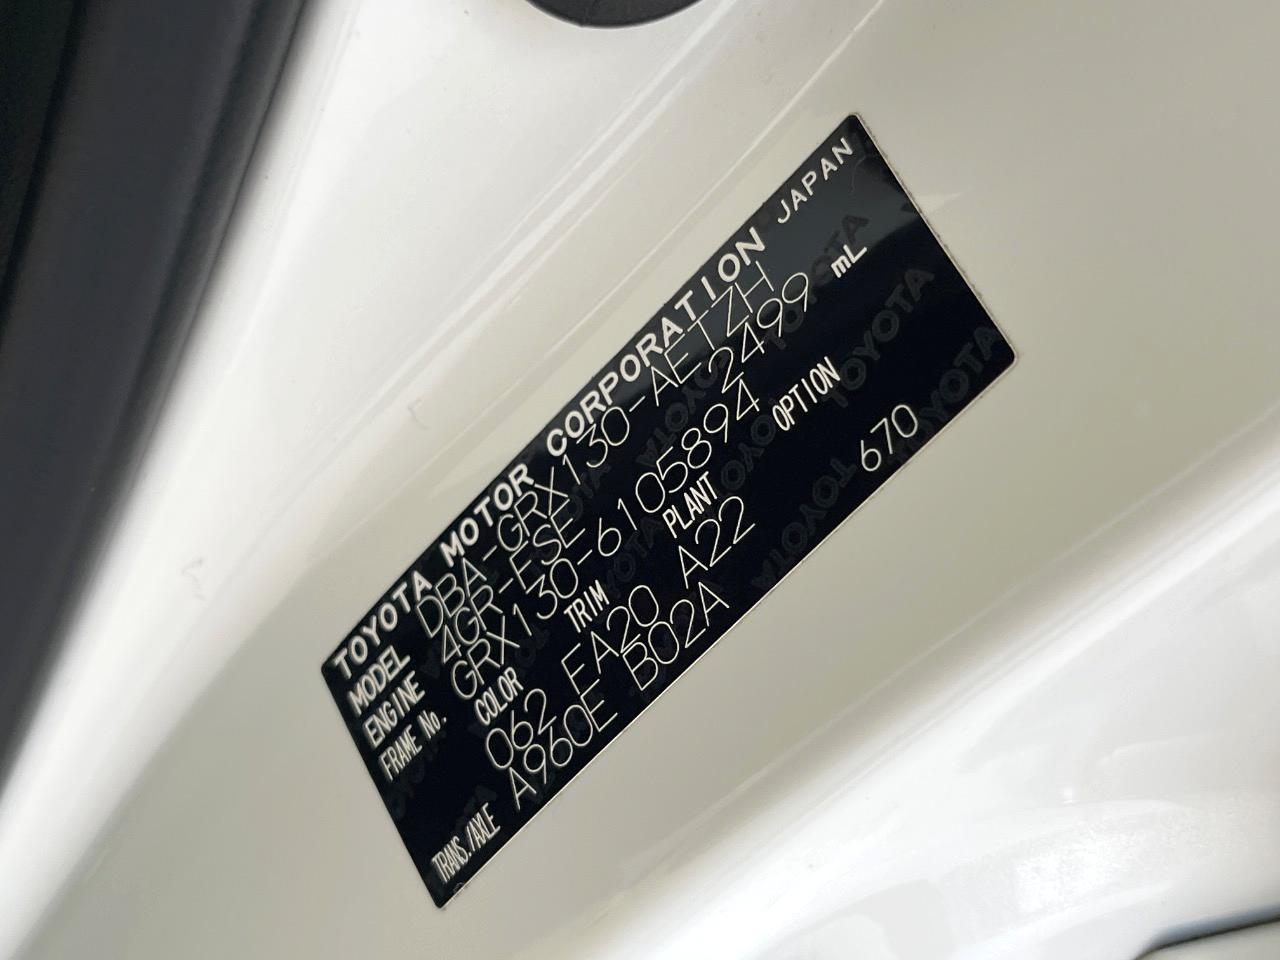 TOYOTA MOTOR CORPORATION JAPAN
MODEL DBA-GRX130-AETZH
ENGINE 4GR-FSE 2499 mL
FRAME No. GRX130-6105894
COLOR TRIM PLANT OPTION
062 FA20 A22 670
TRANS./AXLE A960E B02A